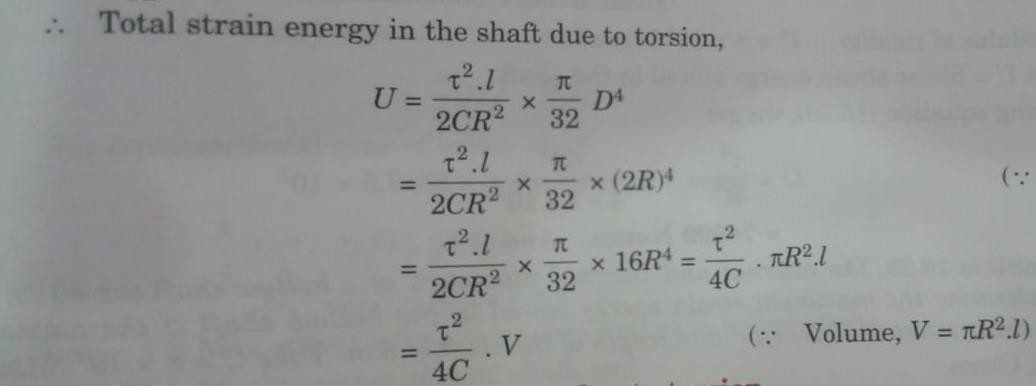 ∴ Total strain energy in the shaft due to torsion,
U = τ².l / 2CR² × π / 32 D⁴
= τ².l / 2CR² × π / 32 × (2R)⁴ (∵
= τ².l / 2CR² × π / 32 × 16R⁴ = τ² / 4C . πR².l
= τ² / 4C . V (∵ Volume, V = πR².l)